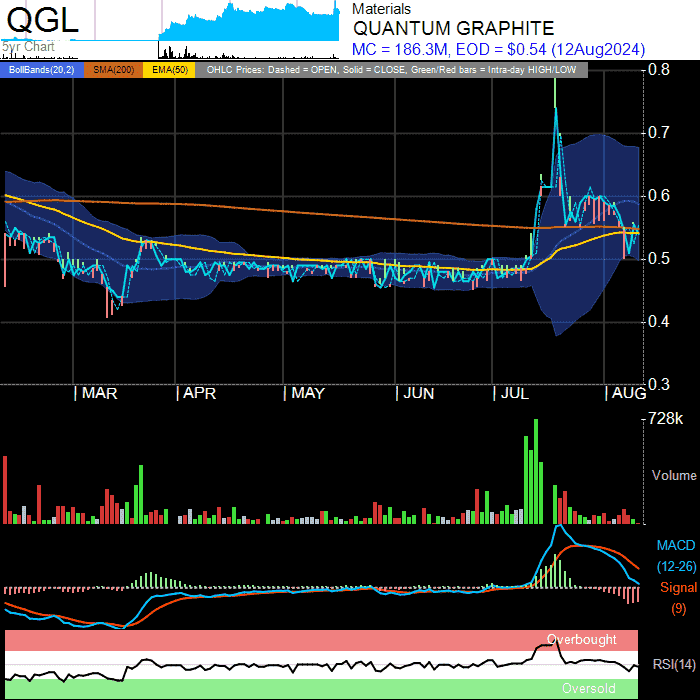 QGL
5yr Chart
Materials
QUANTUM GRAPHITE
MC = 186.3M, EOD = $0.54 (12Aug2024)
BollBands(20,2) SMA(200) EMA(50) OHLC Prices: Dashed = OPEN, Solid = CLOSE, Green/Red bars = Intra-day HIGH/LOW
0.8
0.7
0.6
0.5
0.4
0.3
| MAR | APR | MAY | JUN | JUL | AUG
728k
Volume
MACD
(12-26)
Signal
(9)
Overbought
RSI(14)
Oversold